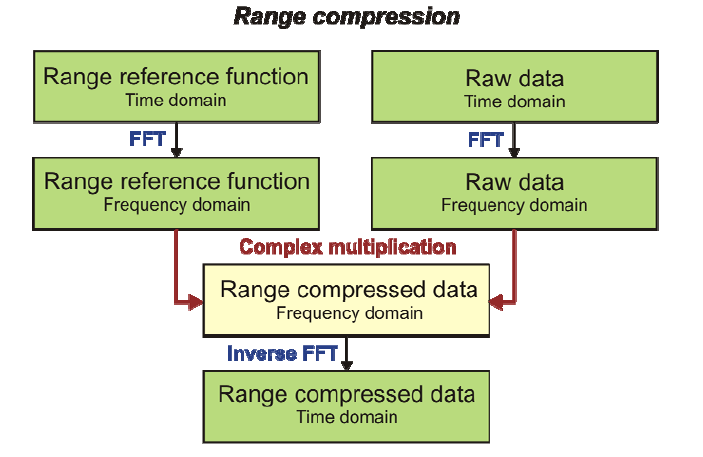 Range compression
Range reference function
Time domain
Raw data
Time domain
FFT
FFT
Range reference function
Frequency domain
Raw data
Frequency domain
Complex multiplication
Range compressed data
Frequency domain
Inverse FFT
Range compressed data
Time domain